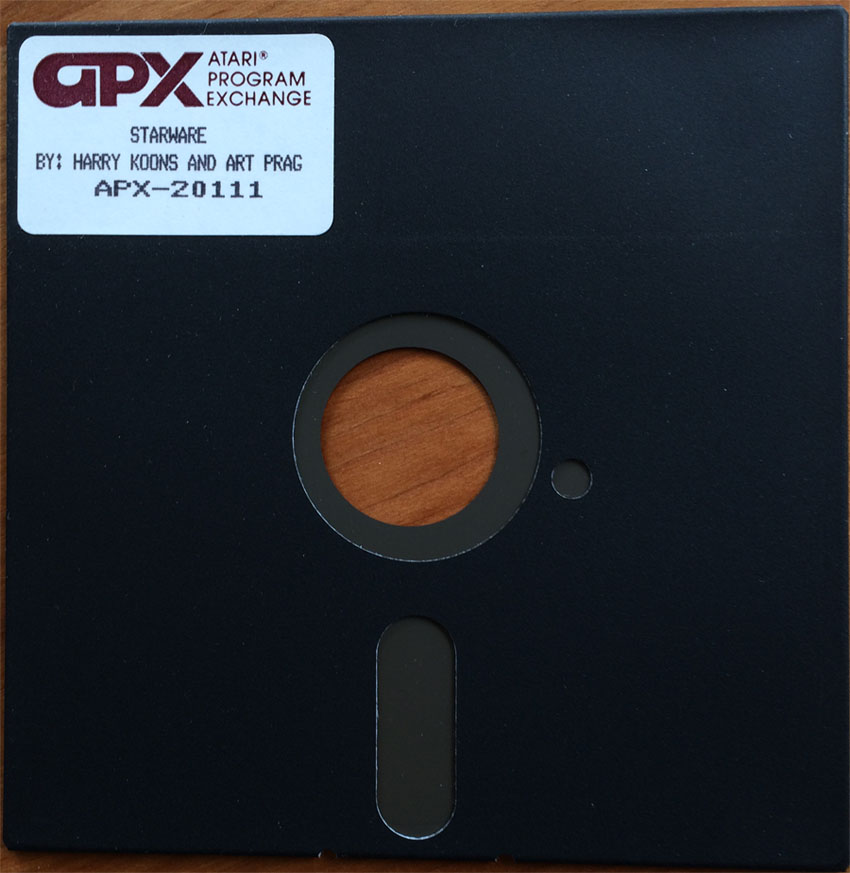 APX ATARI®
PROGRAM
EXCHANGE
STARWARE
BY: HARRY KOONS AND ART PRAG
APX-20111